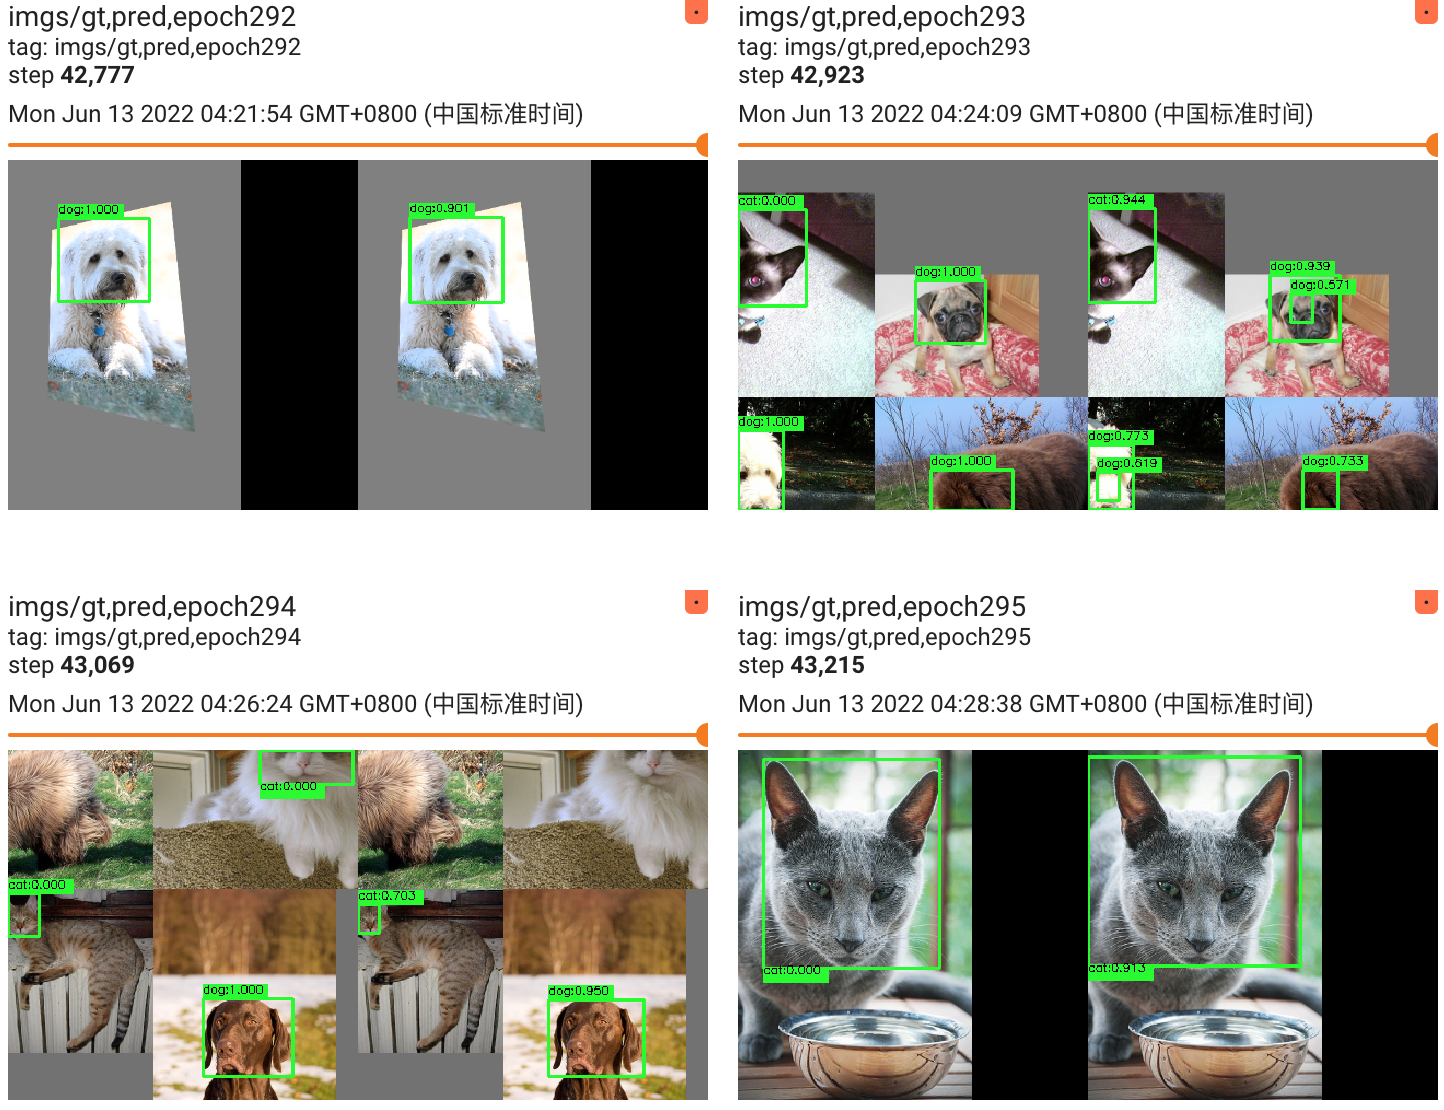 imgs/gt,pred,epoch292
tag: imgs/gt,pred,epoch292
step 42,777
Mon Jun 13 2022 04:21:54 GMT+0800 (中国标准时间)
dog:1.000
dog:0.901
imgs/gt,pred,epoch293
tag: imgs/gt,pred,epoch293
step 42,923
Mon Jun 13 2022 04:24:09 GMT+0800 (中国标准时间)
cat:0.000
dog:1.000
cat:0.944
dog:0.939
dog:0.571
dog:1.000
dog:1.000
dog:0.773
dog:0.619
dog:0.733
imgs/gt,pred,epoch294
tag: imgs/gt,pred,epoch294
step 43,069
Mon Jun 13 2022 04:26:24 GMT+0800 (中国标准时间)
cat:0.000
cat:0.000
cat:0.703
dog:1.000
dog:0.950
imgs/gt,pred,epoch295
tag: imgs/gt,pred,epoch295
step 43,215
Mon Jun 13 2022 04:28:38 GMT+0800 (中国标准时间)
cat:0.000
cat:0.913